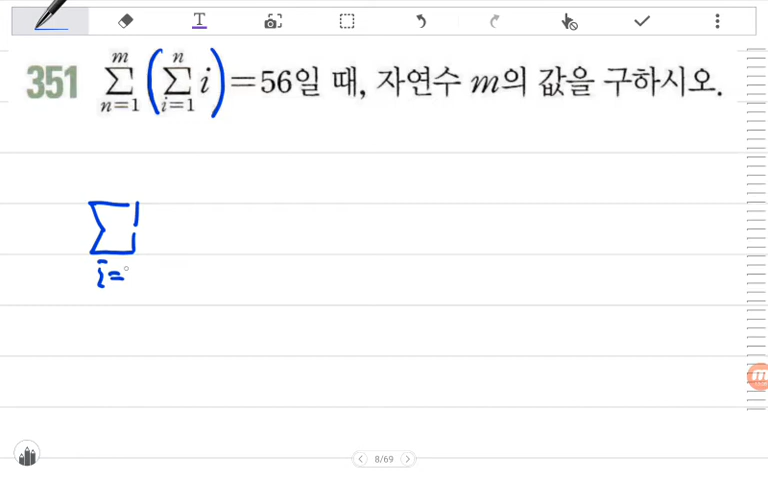 351 $\sum_{n=1}^{m}\left(\sum_{i=1}^{n} i\right)=56$일 때, 자연수 $m$의 값을 구하시오.
$\sum_{i=}$
8/69